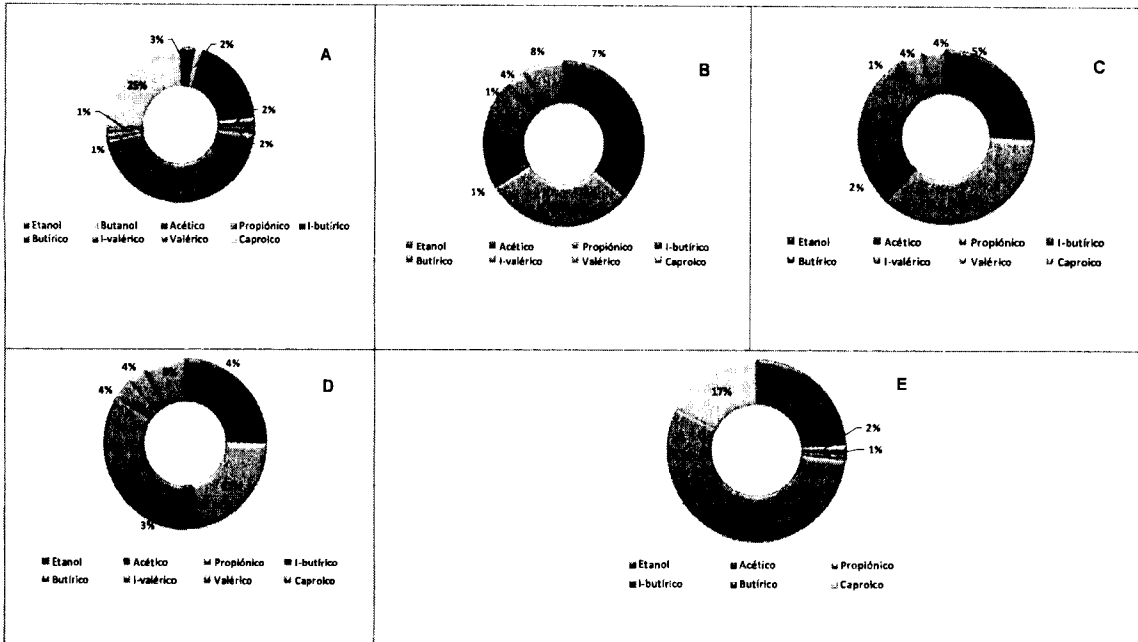 A
3%
2%
25%
1%
2%
1%
2%
Etanol Butanol Acético Propiónico I-butírico
Butírico I-valérico Valérico Caproico
B
8%
7%
4%
1%
1%
Etanol Acético Propiónico I-butírico
Butírico I-valérico Valérico Caproico
C
4%
4%
5%
1%
2%
Etanol Acético Propiónico I-butírico
Butírico I-valérico Valérico Caproico
D
4%
4%
4%
3%
Etanol Acético Propiónico I-butírico
Butírico I-valérico Valérico Caproico
E
17%
2%
1%
Etanol Acético Propiónico
I-butírico Butírico Caproico